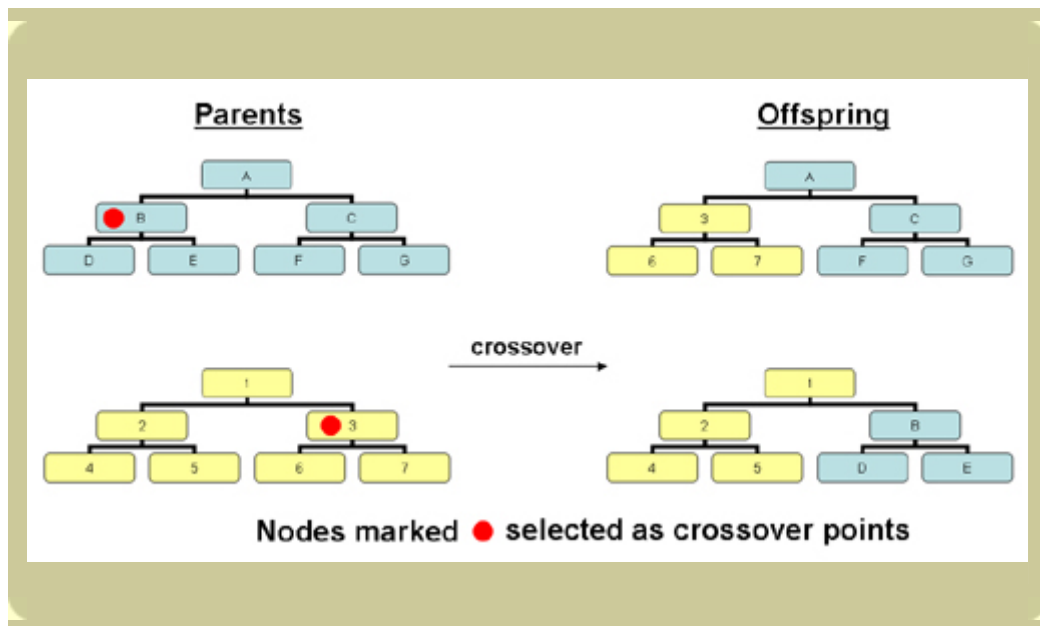 Parents
Offspring
A
B
C
D
E
F
G
A
3
C
6
7
F
G
crossover
1
2
3
4
5
6
7
1
2
B
4
5
D
E
Nodes marked selected as crossover points